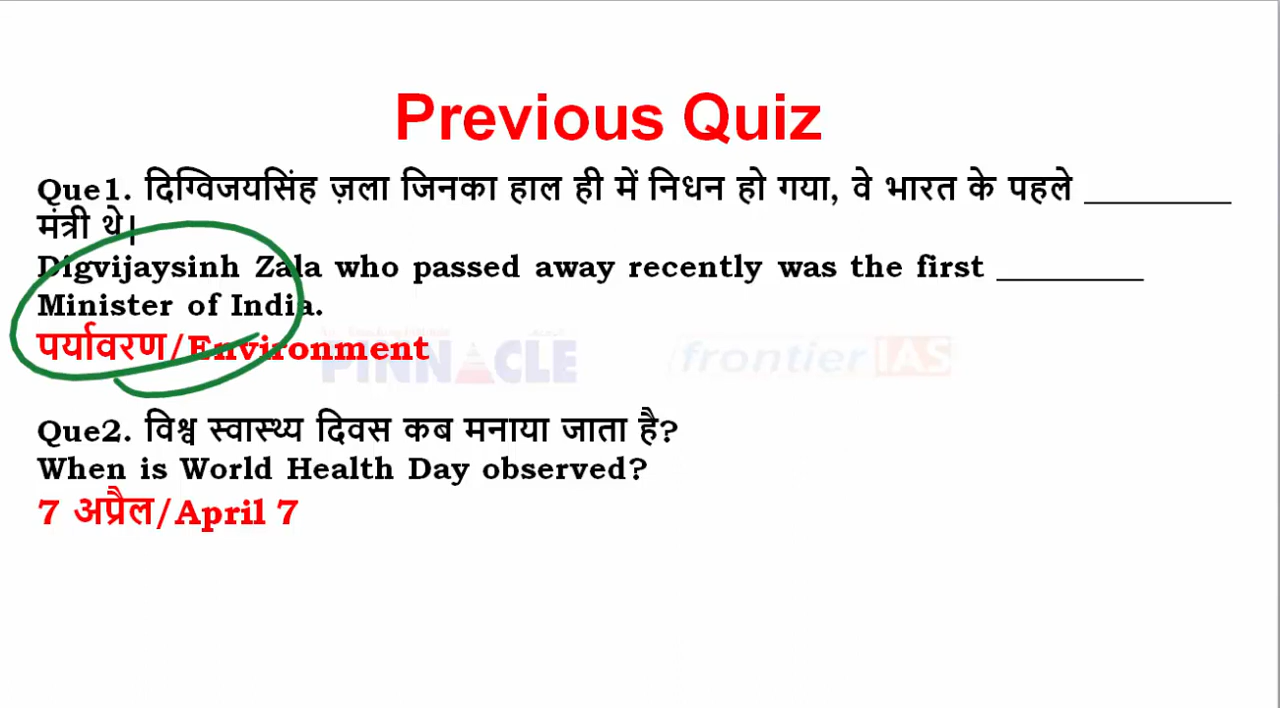 Previous Quiz
Que1. दिग्विजयसिंह ज़ला जिनका हाल ही में निधन हो गया, वे भारत के पहले __________
मंत्री थे|
Digvijaysinh Zala who passed away recently was the first __________
Minister of India.
पर्यावरण/Environment
PINNACLE
frontier IAS
Que2. विश्व स्वास्थ्य दिवस कब मनाया जाता है?
When is World Health Day observed?
7 अप्रैल/April 7